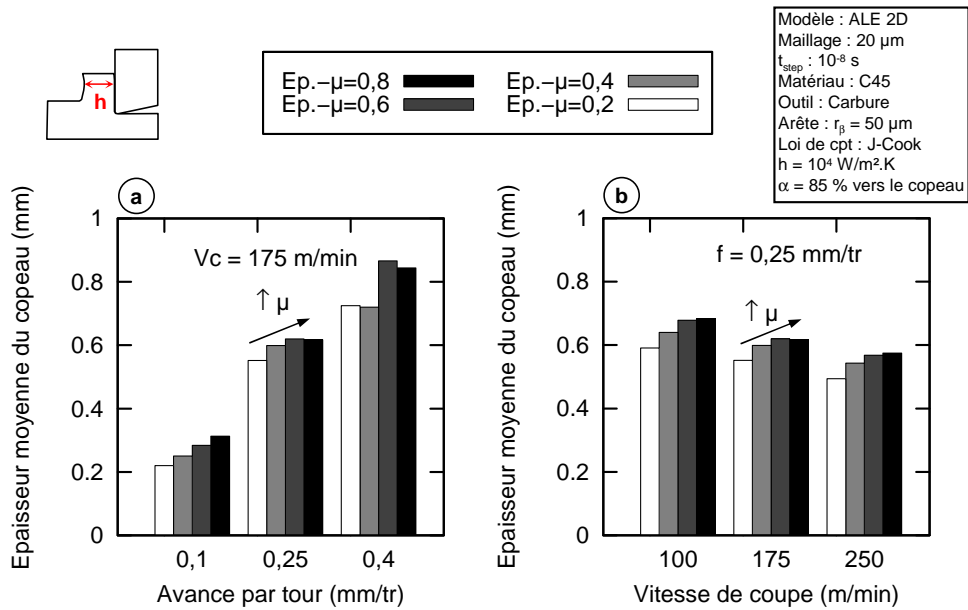 h
Ep.–μ=0,8
Ep.–μ=0,4
Ep.–μ=0,6
Ep.–μ=0,2
Modèle : ALE 2D
Maillage : 20 μm
tstep : 10-8 s
Matériau : C45
Outil : Carbure
Arête : rβ = 50 μm
Loi de cpt : J-Cook
h = 10⁴ W/m².K
α = 85 % vers le copeau
a
Epaisseur moyenne du copeau (mm)
1
0.8
0.6
0.4
0.2
0
Vc = 175 m/min
↑ μ
0,1
0,25
0,4
Avance par tour (mm/tr)
b
Epaisseur moyenne du copeau (mm)
1
0.8
0.6
0.4
0.2
0
f = 0,25 mm/tr
↑ μ
100
175
250
Vitesse de coupe (m/min)